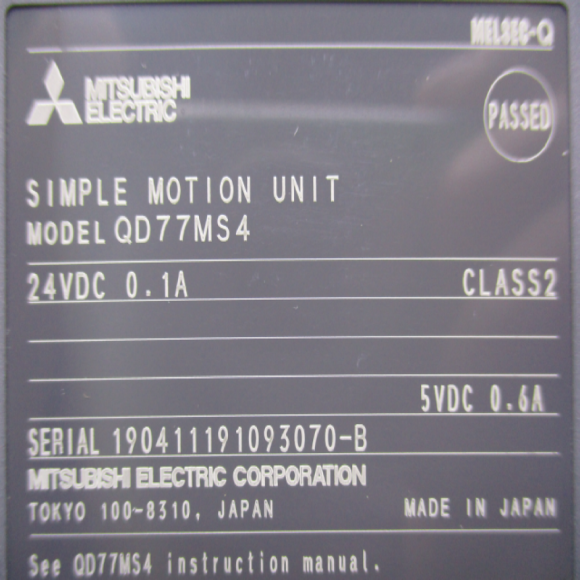 MELSEC-Q
MITSUBISHI
ELECTRIC
PASSED
SIMPLE MOTION UNIT
MODEL QD77MS4
24VDC 0.1A CLASS2
5VDC 0.6A
SERIAL 190411191093070-B
MITSUBISHI ELECTRIC CORPORATION
TOKYO 100-8310, JAPAN MADE IN JAPAN
See QD77MS4 instruction manual.